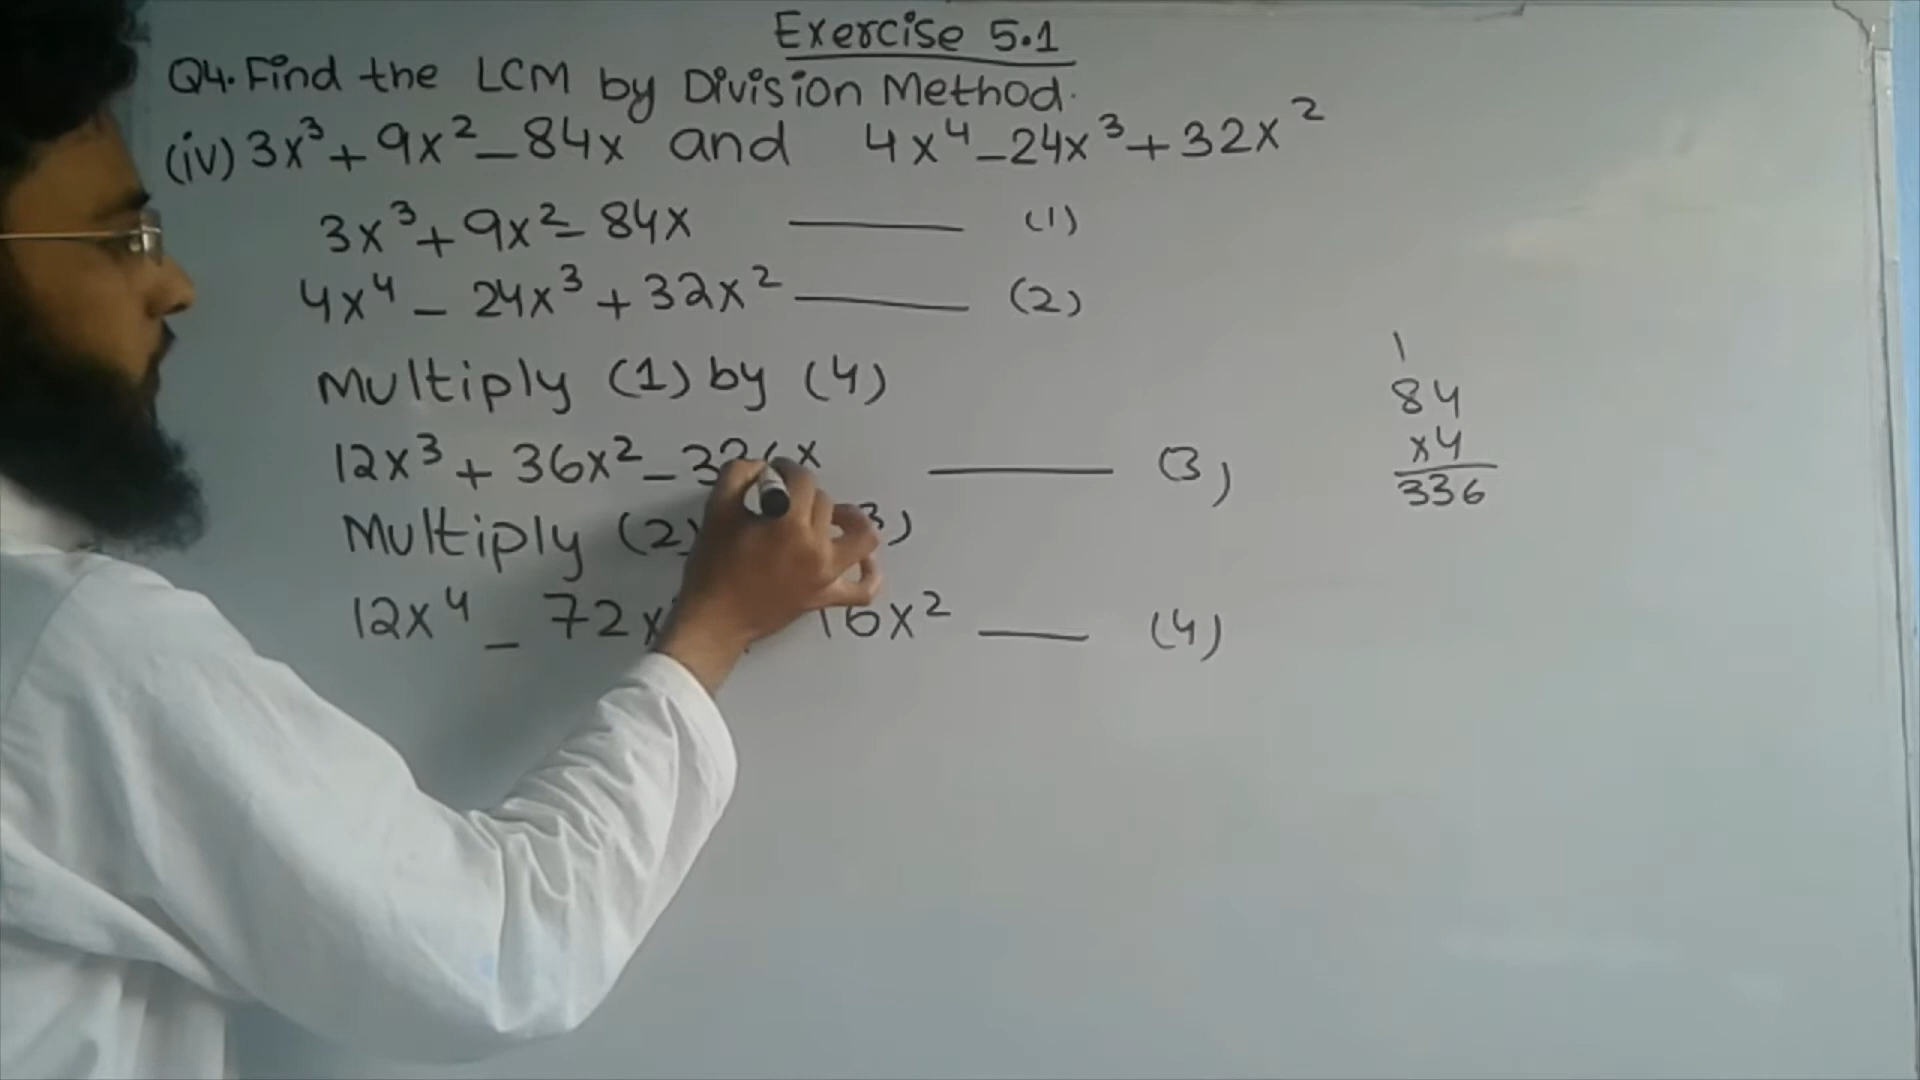 Exercise 5.1
Q4. Find the LCM by Division Method.
(iv) 3x³ + 9x² - 84x and 4x⁴ - 24x³ + 32x²
3x³ + 9x² - 84x ——— (1)
4x⁴ - 24x³ + 32x² ——— (2)
Multiply (1) by (4)
12x³ + 36x² - 336x ——— (3)
Multiply (2) 3)
12x⁴ - 72x 16x² —— (4)
1
84
x4
336